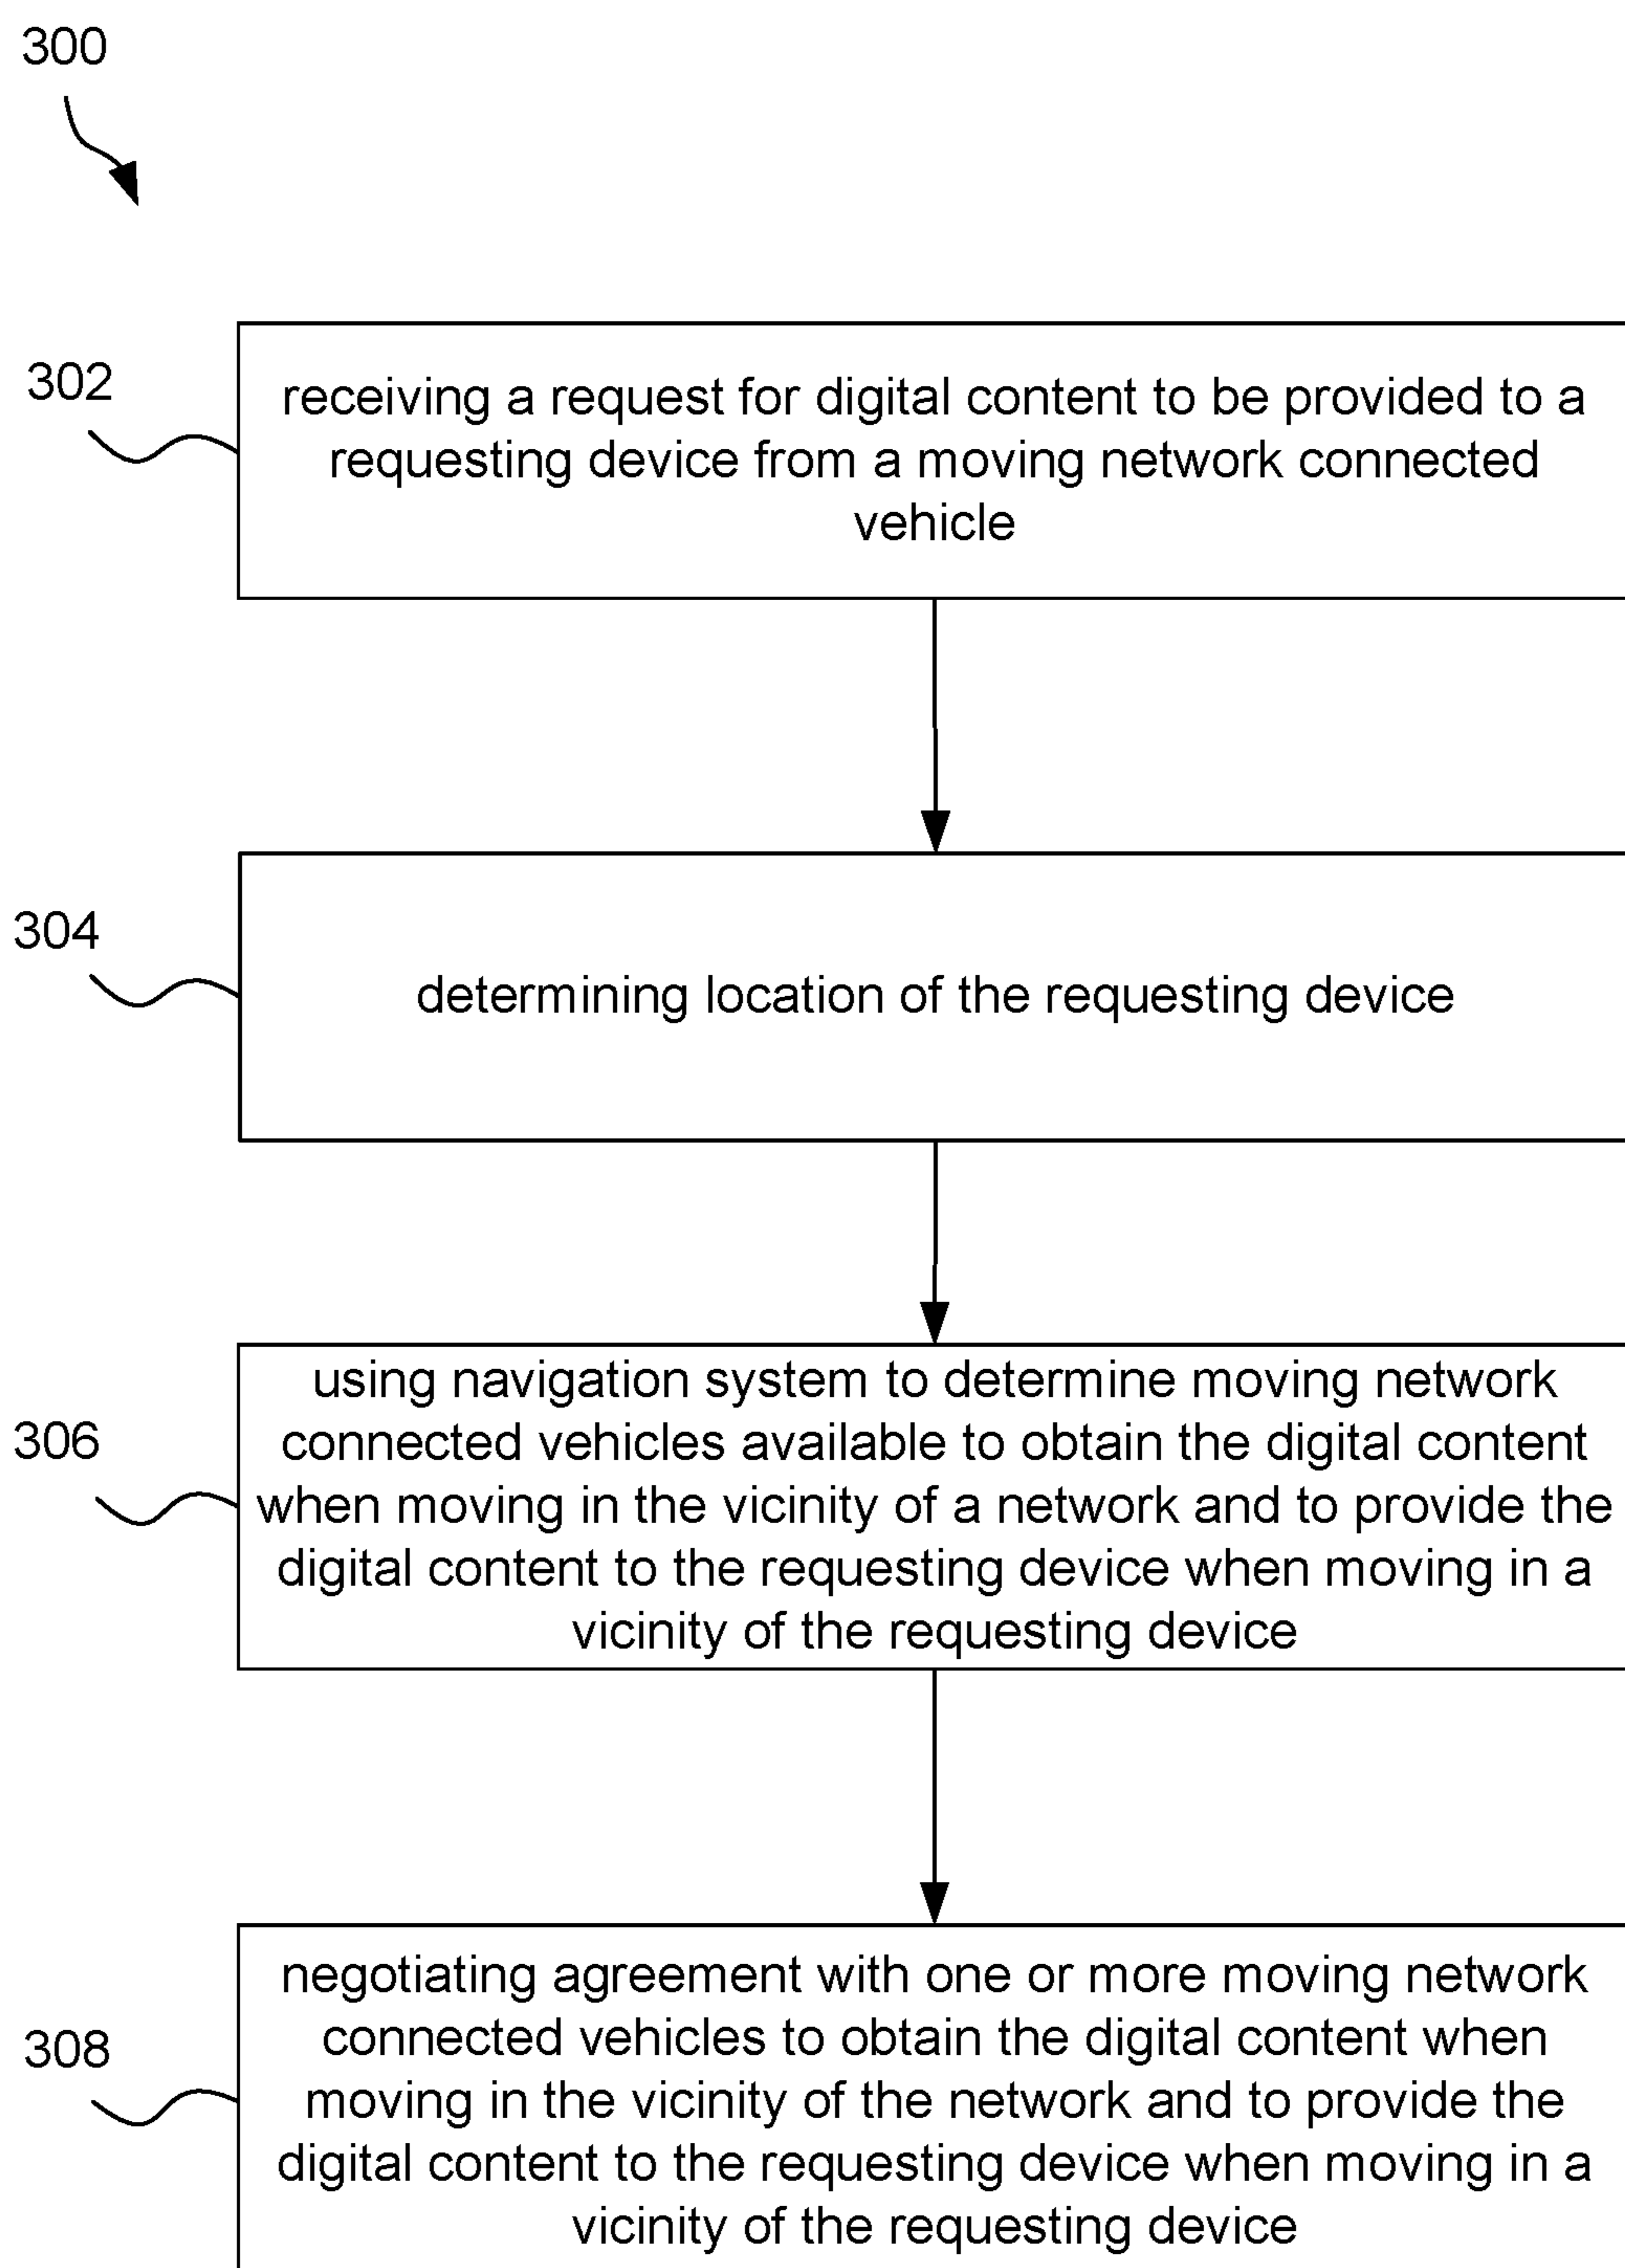 300
302
receiving a request for digital content to be provided to a
requesting device from a moving network connected
vehicle
304
determining location of the requesting device
306
using navigation system to determine moving network
connected vehicles available to obtain the digital content
when moving in the vicinity of a network and to provide the
digital content to the requesting device when moving in a
vicinity of the requesting device
308
negotiating agreement with one or more moving network
connected vehicles to obtain the digital content when
moving in the vicinity of the network and to provide the
digital content to the requesting device when moving in a
vicinity of the requesting device